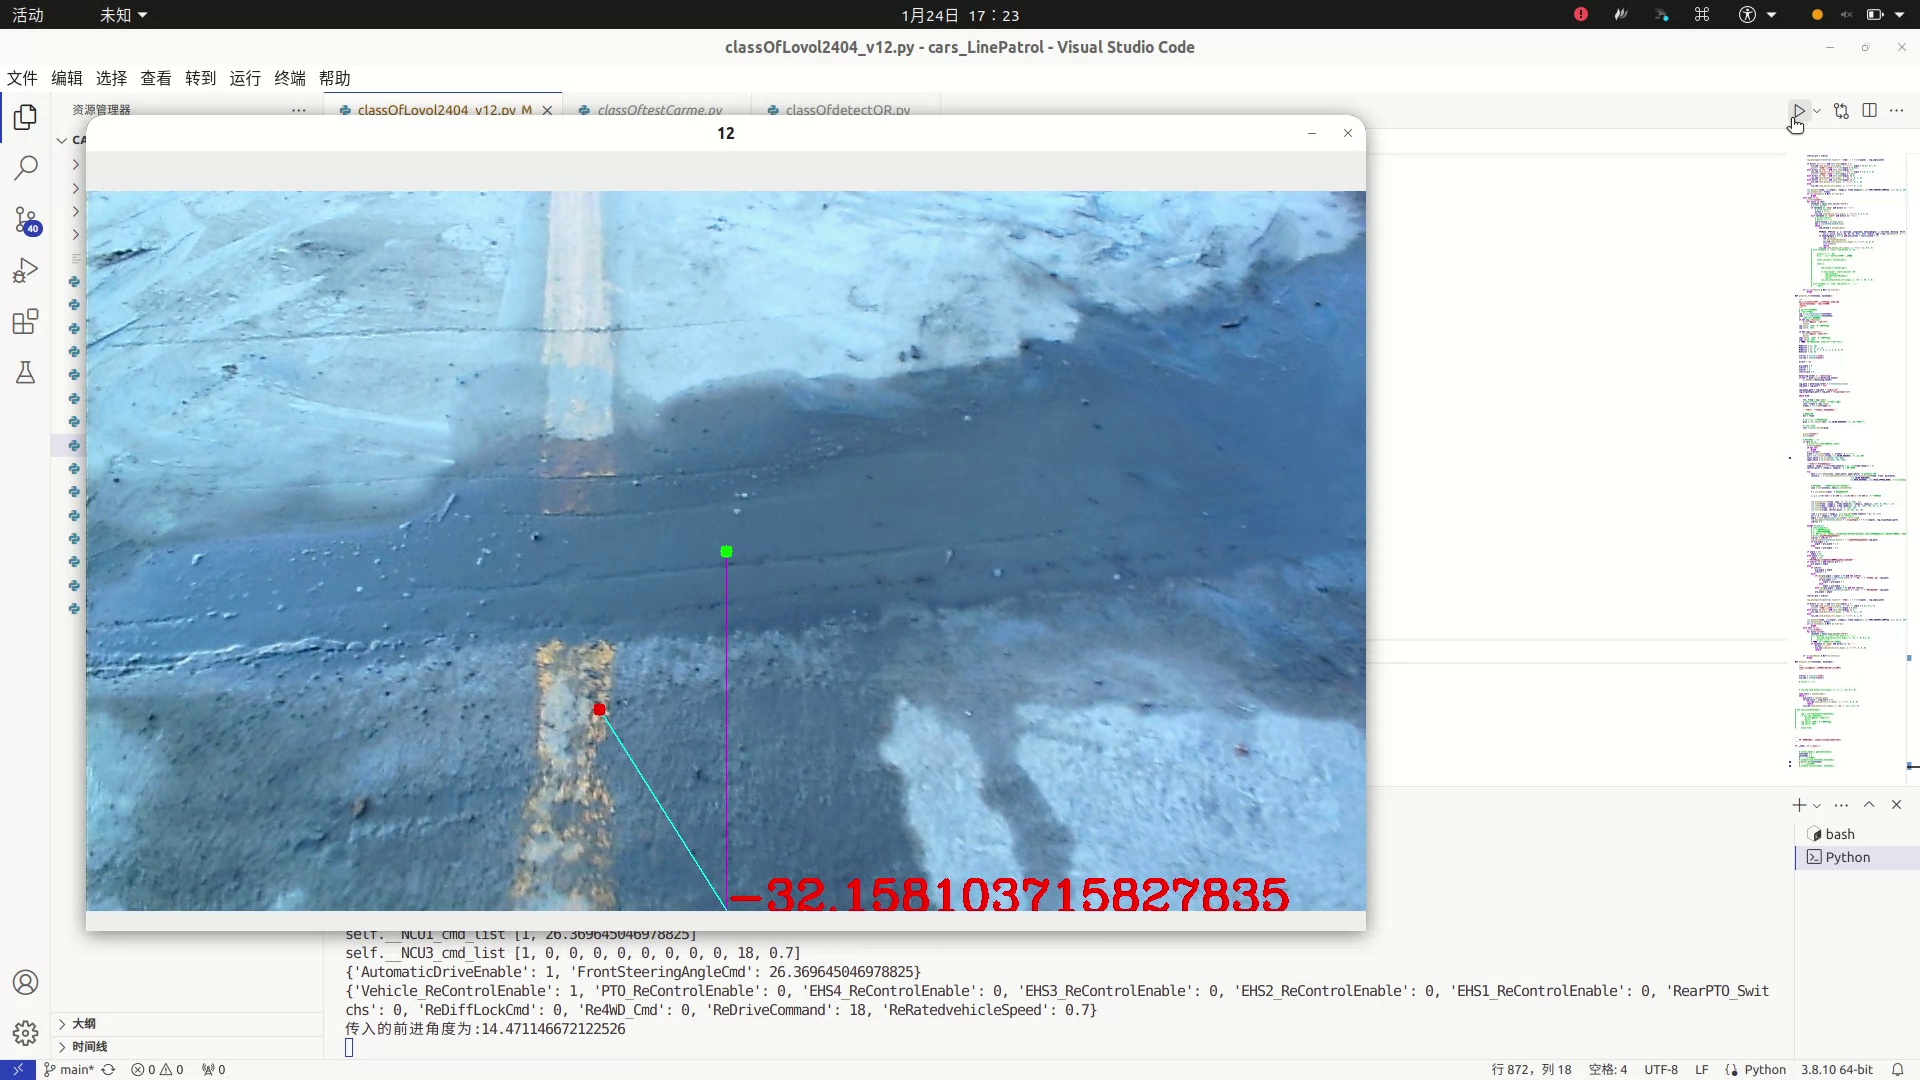 活动
未知
1月24日 17：23
classOfLovol2404_v12.py - cars_LinePatrol - Visual Studio Code
文件 编辑 选择 查看 转到 运行 终端 帮助
资源管理器
classOfLovol2404_v12.py M
classOftestCarme.py
classOfdetectQR.py
CA
12
40
-32.158103715827835
bash
Python
self.__NCU1_cmd_list [1, 26.369645046978825]
self.__NCU3_cmd_list [1, 0, 0, 0, 0, 0, 0, 0, 0, 18, 0.7]
{'AutomaticDriveEnable': 1, 'FrontSteeringAngleCmd': 26.369645046978825}
{'Vehicle_ReControlEnable': 1, 'PTO_ReControlEnable': 0, 'EHS4_ReControlEnable': 0, 'EHS3_ReControlEnable': 0, 'EHS2_ReControlEnable': 0, 'EHS1_ReControlEnable': 0, 'RearPTO_Swit
chs': 0, 'ReDiffLockCmd': 0, 'Re4WD_Cmd': 0, 'ReDriveCommand': 18, 'ReRatedvehicleSpeed': 0.7}
传入的前进角度为:14.471146672122526
大纲
时间线
main* 0 0 0
行 872，列 18 空格: 4 UTF-8 LF Python 3.8.10 64-bit